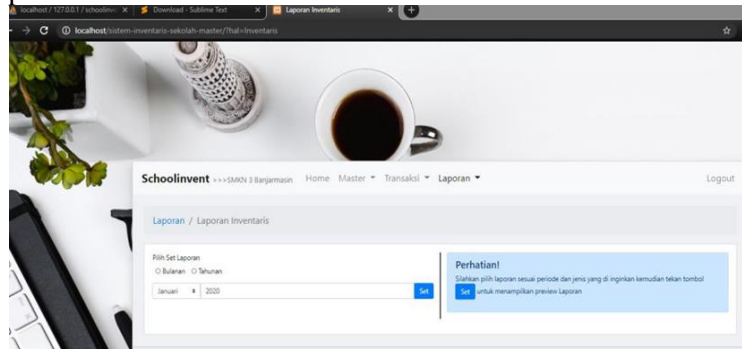 localhost / 127.0.0.1 / schoolinve
Download - Sublime Text
Laporan Inventaris
localhost/sistem-inventaris-sekolah-master/?hal=Inventaris
Schoolinvent >>>SMKN 3 Banjarmasin Home Master Transaksi Laporan Logout
Laporan / Laporan Inventaris
Pilih Set Laporan
Bulanan Tahunan
Januari 2020 Set
Perhatian!
Silahkan pilih laporan sesuai periode dan jenis yang di inginkan kemudian tekan tombol
Set untuk menampilkan preview Laporan